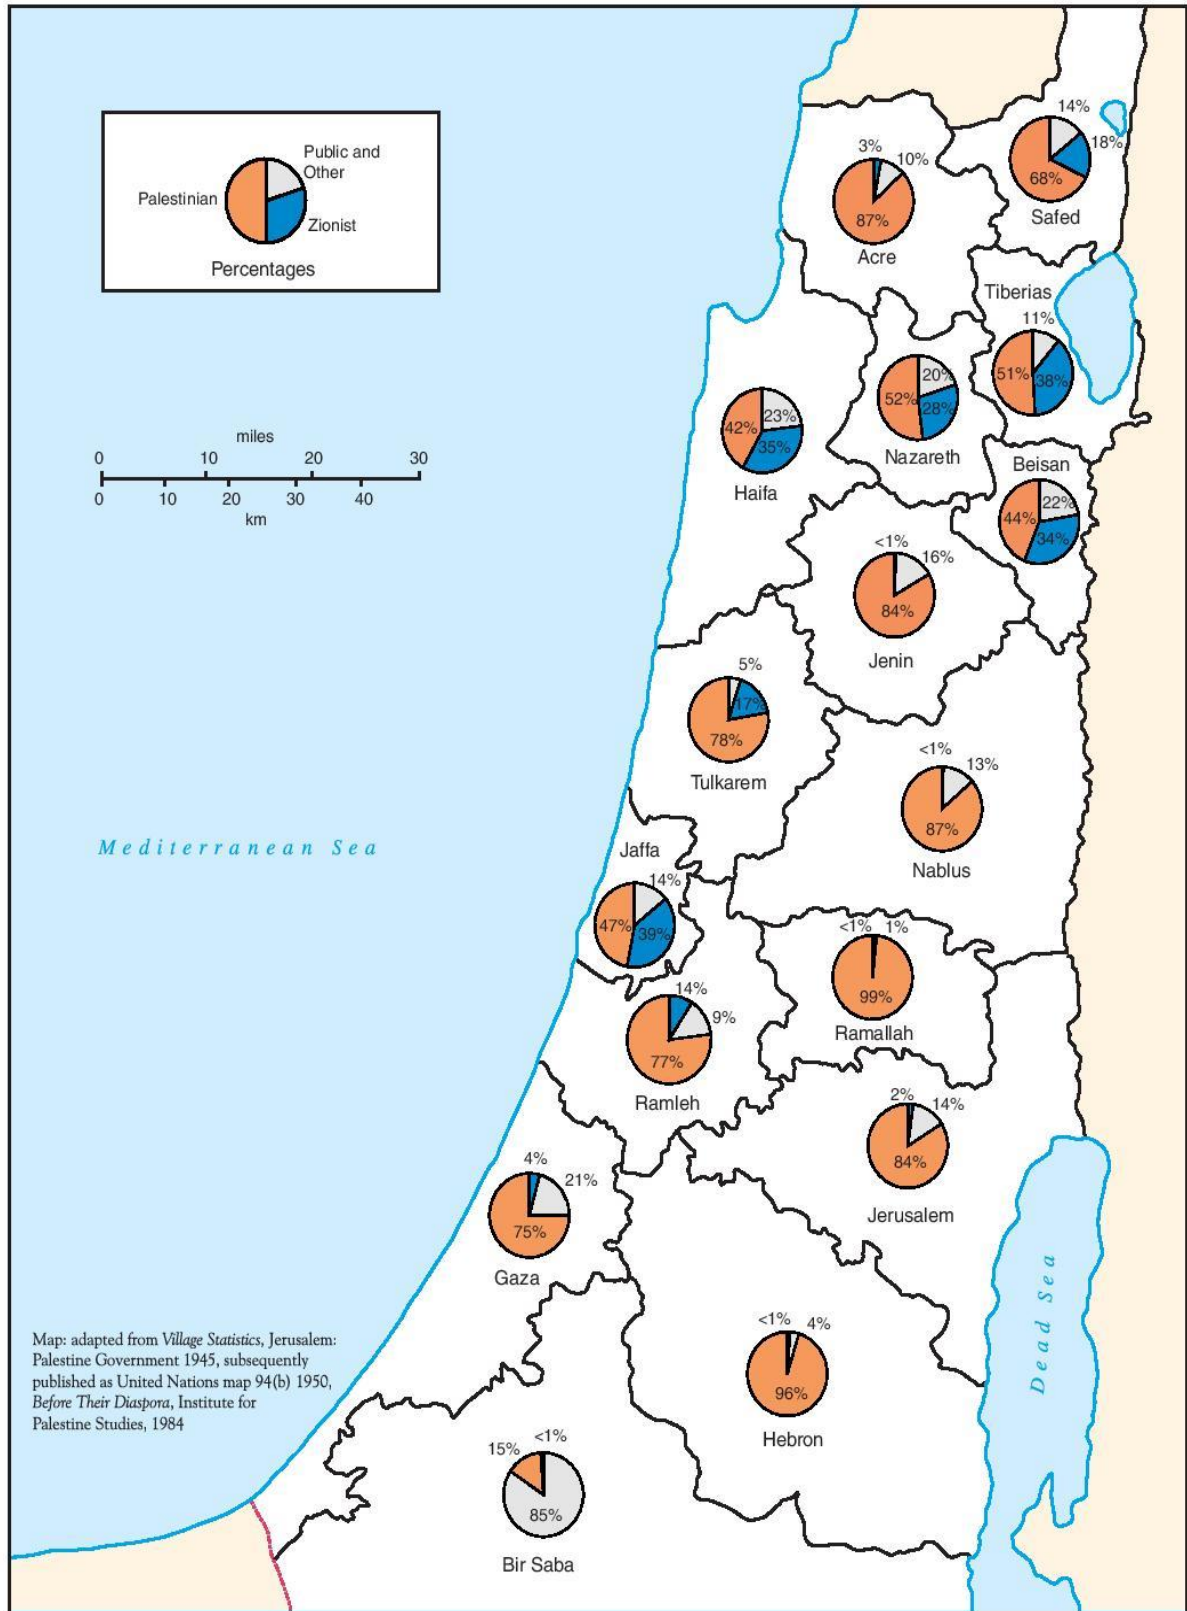 Public and
Other
Palestinian
Zionist
Percentages
miles
0 10 20 30
0 10 20 30 40
km
14%
18%
68%
Safed
3%
10%
87%
Acre
Tiberias
11%
51%
38%
20%
52%
28%
Nazareth
23%
42%
35%
Haifa
Beisan
22%
44%
34%
<1%
16%
84%
Jenin
5%
17%
78%
Tulkarem
<1%
13%
87%
Nablus
Mediterranean Sea
Jaffa
14%
47%
39%
<1% 1%
99%
Ramallah
14%
9%
77%
Ramleh
2%
14%
84%
Jerusalem
4%
21%
75%
Gaza
Dead Sea
<1% 4%
96%
Hebron
Map: adapted from Village Statistics, Jerusalem:
Palestine Government 1945, subsequently
published as United Nations map 94(b) 1950,
Before Their Diaspora, Institute for
Palestine Studies, 1984
15% <1%
85%
Bir Saba